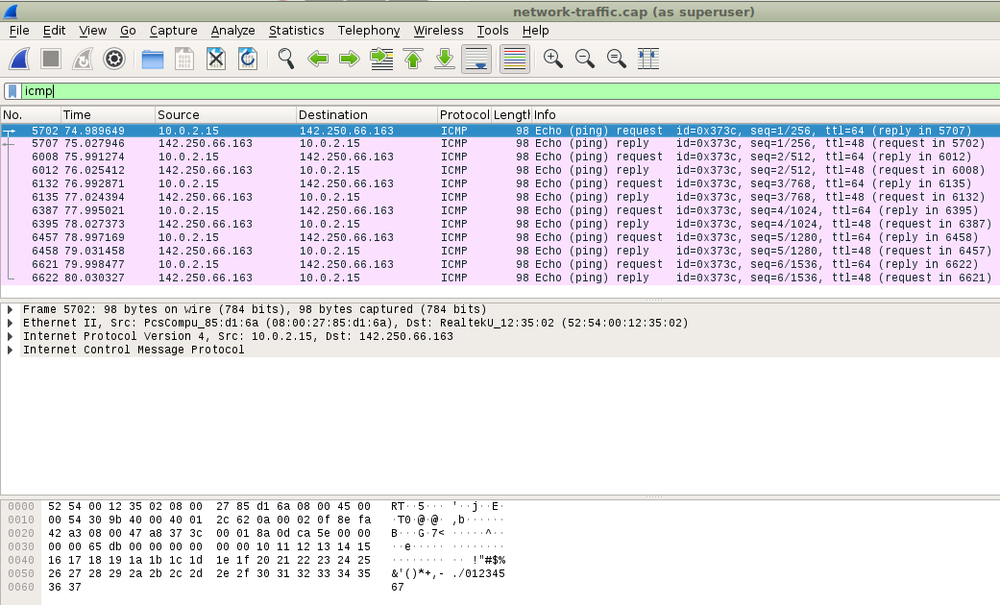 network-traffic.cap (as superuser)
File Edit View Go Capture Analyze Statistics Telephony Wireless Tools Help
icmp
No. Time Source Destination Protocol Length Info
5702 74.989649 10.0.2.15 142.250.66.163 ICMP 98 Echo (ping) request id=0x373c, seq=1/256, ttl=64 (reply in 5707)
5707 75.027946 142.250.66.163 10.0.2.15 ICMP 98 Echo (ping) reply id=0x373c, seq=1/256, ttl=48 (request in 5702)
6008 75.991274 10.0.2.15 142.250.66.163 ICMP 98 Echo (ping) request id=0x373c, seq=2/512, ttl=64 (reply in 6012)
6012 76.025412 142.250.66.163 10.0.2.15 ICMP 98 Echo (ping) reply id=0x373c, seq=2/512, ttl=48 (request in 6008)
6132 76.992871 10.0.2.15 142.250.66.163 ICMP 98 Echo (ping) request id=0x373c, seq=3/768, ttl=64 (reply in 6135)
6135 77.024394 142.250.66.163 10.0.2.15 ICMP 98 Echo (ping) reply id=0x373c, seq=3/768, ttl=48 (request in 6132)
6387 77.995021 10.0.2.15 142.250.66.163 ICMP 98 Echo (ping) request id=0x373c, seq=4/1024, ttl=64 (reply in 6395)
6395 78.027373 142.250.66.163 10.0.2.15 ICMP 98 Echo (ping) reply id=0x373c, seq=4/1024, ttl=48 (request in 6387)
6457 78.997169 10.0.2.15 142.250.66.163 ICMP 98 Echo (ping) request id=0x373c, seq=5/1280, ttl=64 (reply in 6458)
6458 79.031458 142.250.66.163 10.0.2.15 ICMP 98 Echo (ping) reply id=0x373c, seq=5/1280, ttl=48 (request in 6457)
6621 79.998477 10.0.2.15 142.250.66.163 ICMP 98 Echo (ping) request id=0x373c, seq=6/1536, ttl=64 (reply in 6622)
6622 80.030327 142.250.66.163 10.0.2.15 ICMP 98 Echo (ping) reply id=0x373c, seq=6/1536, ttl=48 (request in 6621)
Frame 5702: 98 bytes on wire (784 bits), 98 bytes captured (784 bits)
Ethernet II, Src: PcsCompu_85:d1:6a (08:00:27:85:d1:6a), Dst: RealtekU_12:35:02 (52:54:00:12:35:02)
Internet Protocol Version 4, Src: 10.0.2.15, Dst: 142.250.66.163
Internet Control Message Protocol
0000 52 54 00 12 35 02 08 00 27 85 d1 6a 08 00 45 00 RT··5··· '··j··E·
0010 00 54 30 9b 40 00 40 01 2c 62 0a 00 02 0f 8e fa ·T0·@·@· ,b······
0020 42 a3 08 00 47 a8 37 3c 00 01 8a 0d ca 5e 00 00 B···G·7< ·····^··
0030 00 00 65 db 00 00 00 00 00 00 10 11 12 13 14 15 ··e····· ········
0040 16 17 18 19 1a 1b 1c 1d 1e 1f 20 21 22 23 24 25 ········ ·· !"#$%
0050 26 27 28 29 2a 2b 2c 2d 2e 2f 30 31 32 33 34 35 &'()*+,- ./012345
0060 36 37 67